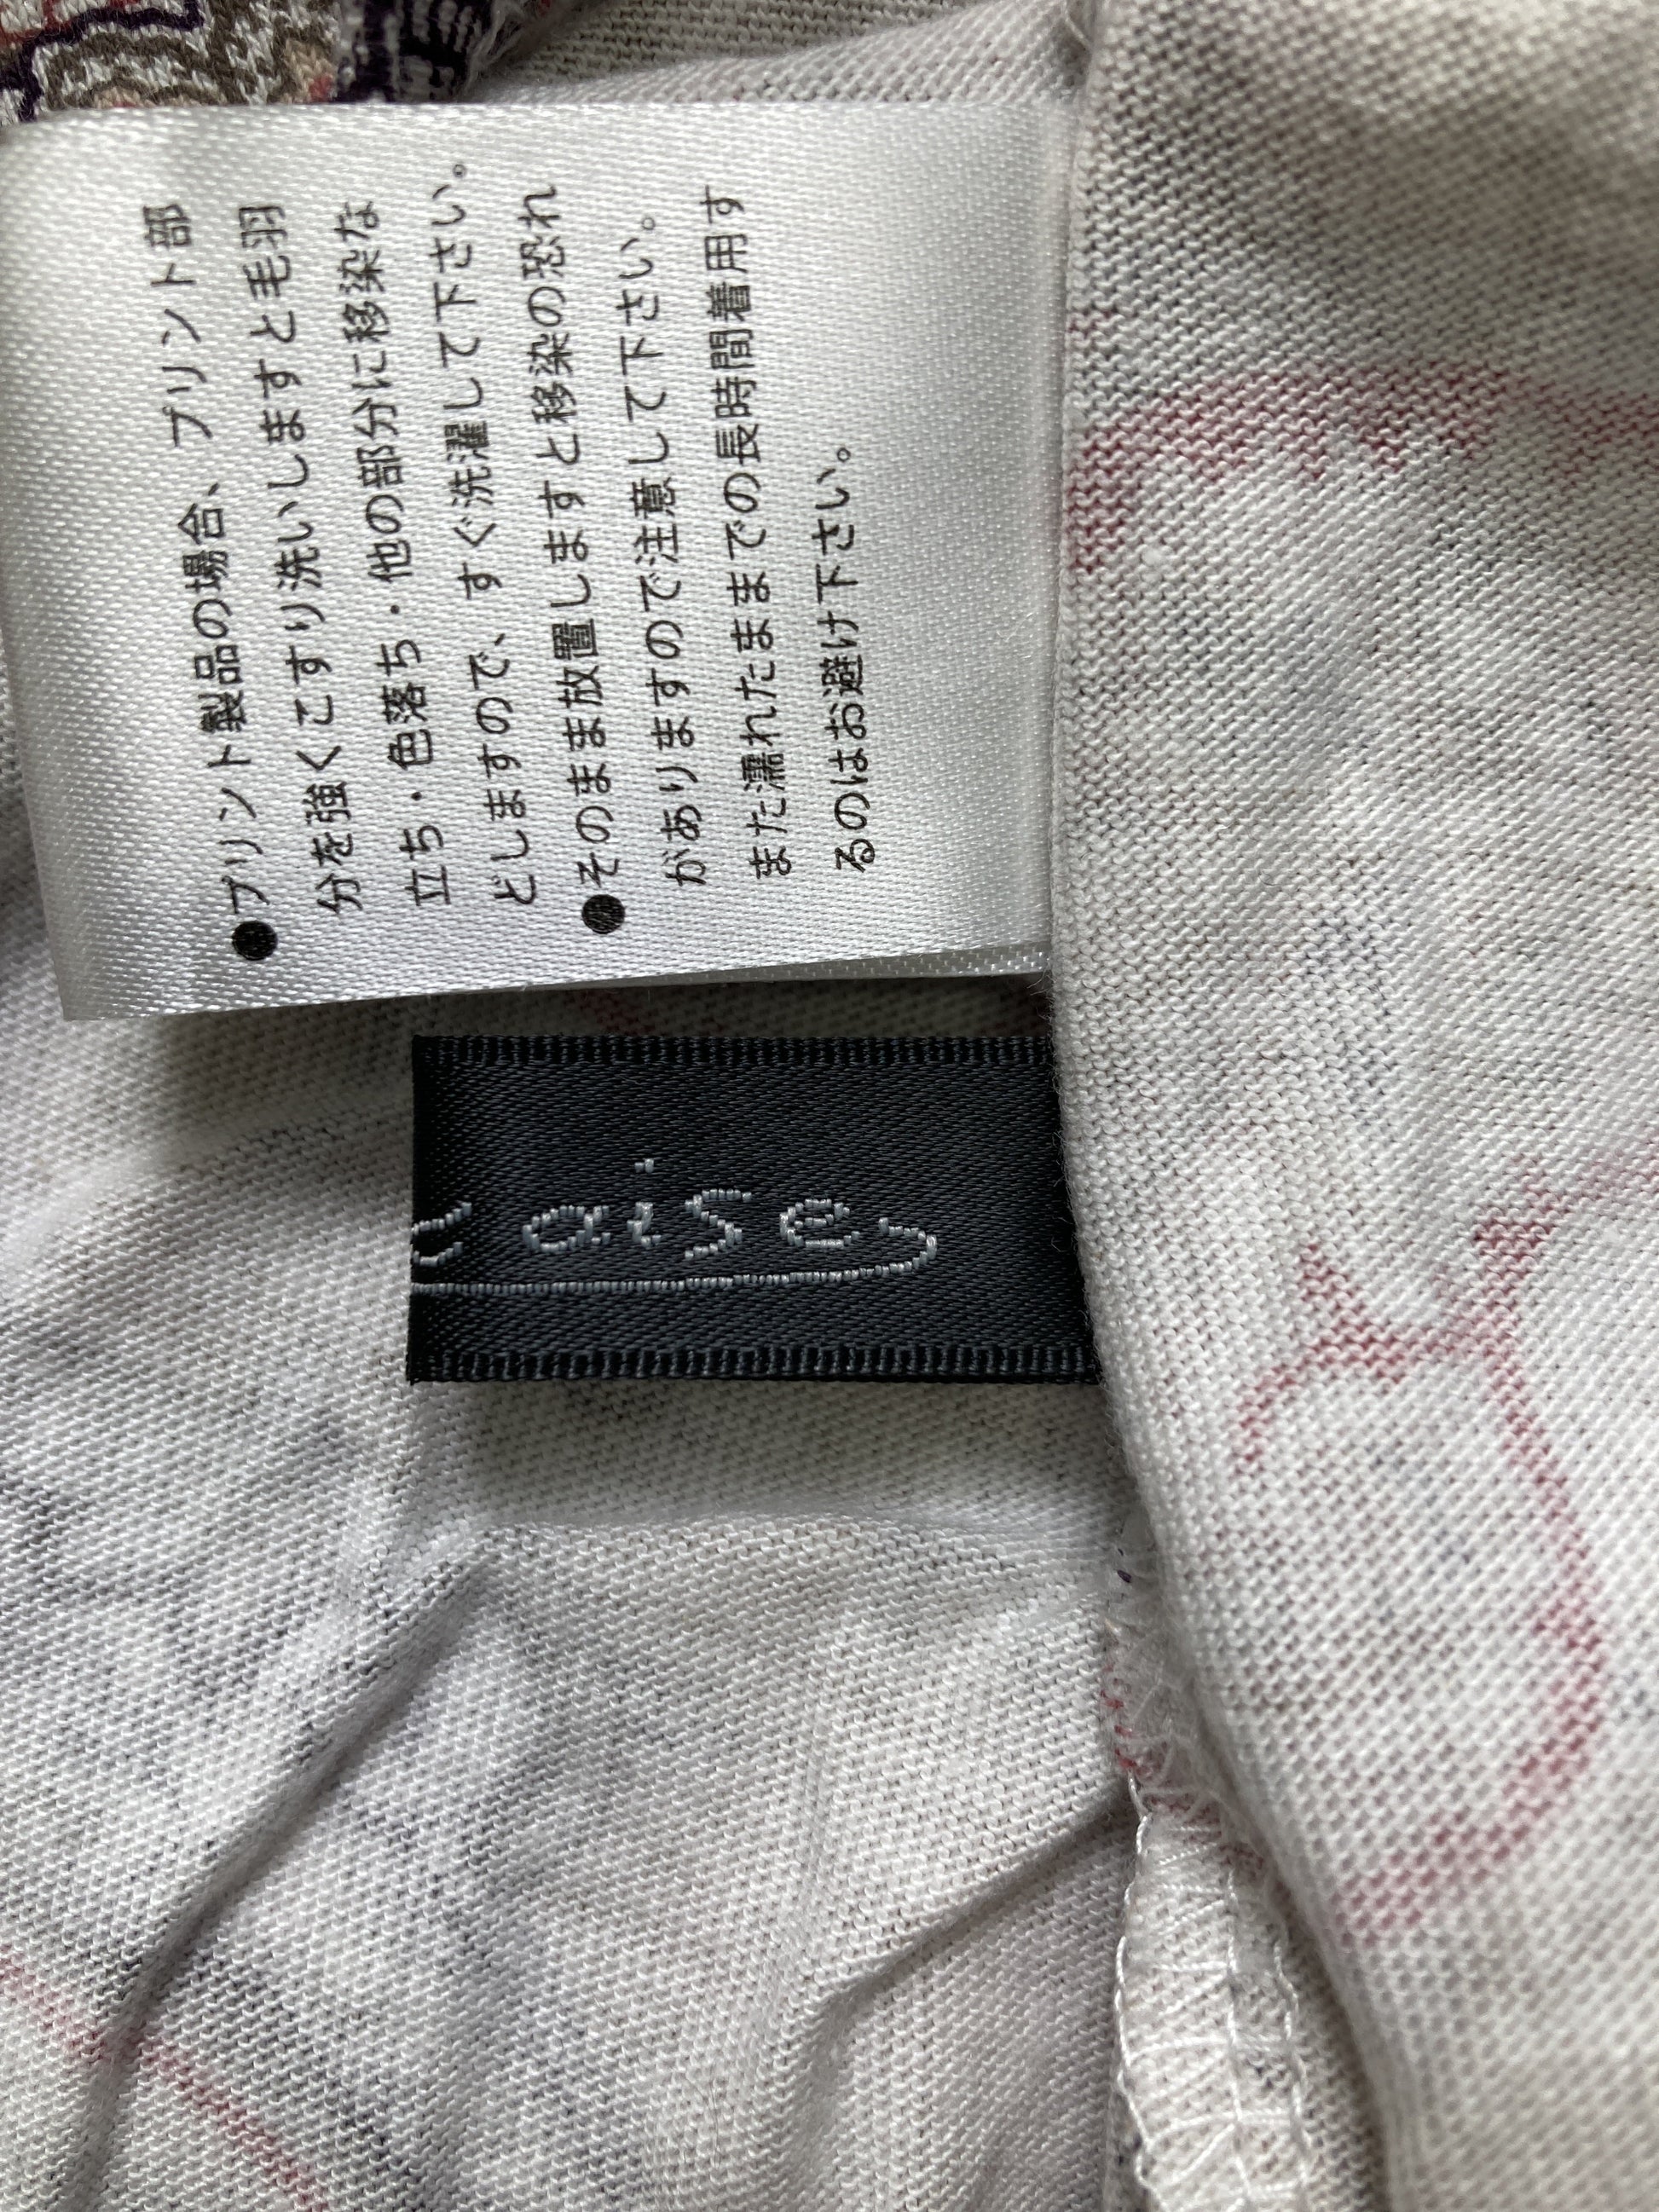 ●プリント製品の場合、プリント部
分を強くこすり洗いしますと毛羽
立ち・色落ち・他の部分に移染な
どしますので、すぐ洗濯して下さい。
●そのまま放置しますと移染の恐れ
がありますので注意して下さい。
また濡れたままでの長時間着用す
るのはお避け下さい。
caise